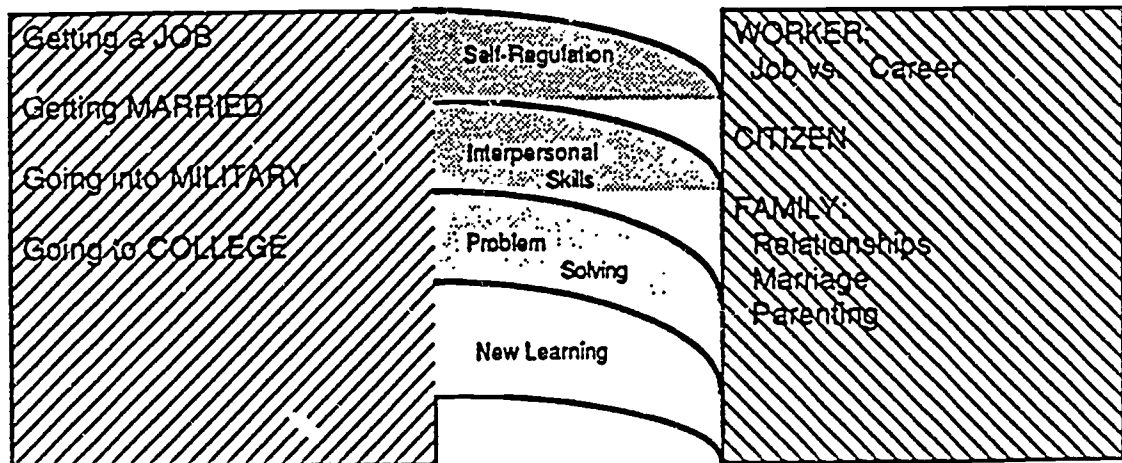 Getting a JOB
Getting MARRIED
Going into MILITARY
Going to COLLEGE
Self-Regulation
Interpersonal
Skills
Problem
Solving
New Learning
WORKER:
Job vs. Career
CITIZEN
FAMILY:
Relationships
Marriage
Parenting